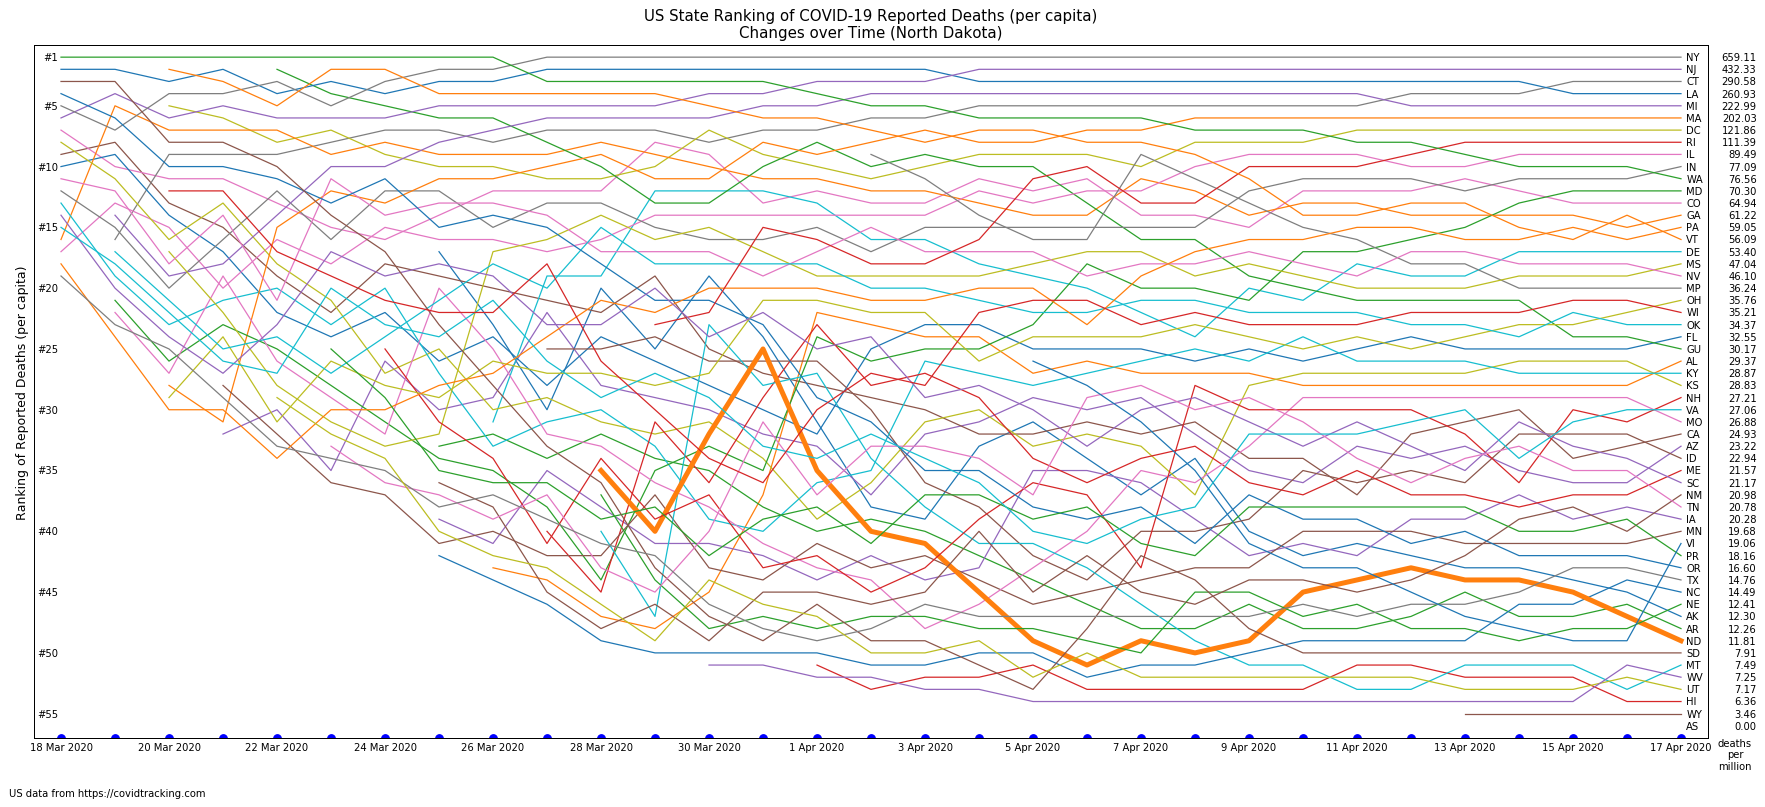 US State Ranking of COVID-19 Reported Deaths (per capita)
Changes over Time (North Dakota)
Ranking of Reported Deaths (per capita)
#1
#5
#10
#15
#20
#25
#30
#35
#40
#45
#50
#55
NY 659.11
NJ 432.33
CT 290.58
LA 260.93
MI 222.99
MA 202.03
DC 121.86
RI 111.39
IL 89.49
IN 77.09
WA 76.56
MD 70.30
CO 64.94
GA 61.22
PA 59.05
VT 56.09
DE 53.40
MS 47.04
NV 46.10
MP 36.24
OH 35.76
WI 35.21
OK 34.37
FL 32.55
GU 30.17
AL 29.37
KY 28.87
KS 28.83
NH 27.21
VA 27.06
MO 26.88
CA 24.93
AZ 23.22
ID 22.94
ME 21.57
SC 21.17
NM 20.98
TN 20.78
IA 20.28
MN 19.68
VI 19.06
PR 18.16
OR 16.60
TX 14.76
NC 14.49
NE 12.41
AK 12.30
AR 12.26
ND 11.81
SD 7.91
MT 7.49
WV 7.25
UT 7.17
HI 6.36
WY 3.46
AS 0.00
18 Mar 2020 20 Mar 2020 22 Mar 2020 24 Mar 2020 26 Mar 2020 28 Mar 2020 30 Mar 2020 1 Apr 2020 3 Apr 2020 5 Apr 2020 7 Apr 2020 9 Apr 2020 11 Apr 2020 13 Apr 2020 15 Apr 2020 17 Apr 2020
deaths
per
million
US data from https://covidtracking.com